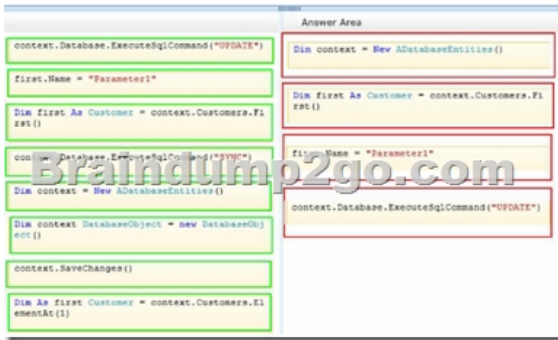 Answer Area
context.Database.ExecuteSqlCommand("UPDATE")
first.Name = "Parameter1"
Dim first As Customer = context.Customers.Fi
rst()
context.Database.ExecuteSqlCommand("SYNC")
Dim context = New ADatabaseEntities()
Dim context DatabaseObject = new DatabaseObj
ect()
context.SaveChanges()
Dim As first Customer = context.Customers.El
ementAt(1)
Dim context = New ADatabaseEntities()
Dim first As Customer = context.Customers.Fi
rst()
first.Name = "Parameter1"
context.Database.ExecuteSqlCommand("UPDATE")
Braindump2go.com